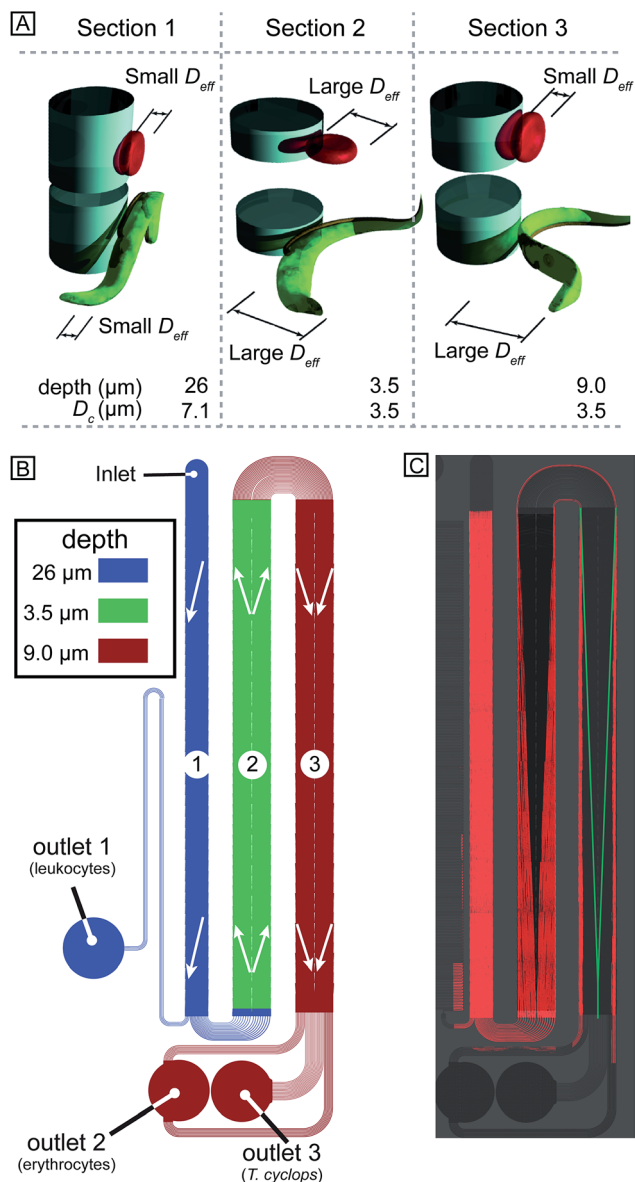 A
Section 1
Section 2
Section 3
Small Deff
Large Deff
Small Deff
Small Deff
Large Deff
Large Deff
depth (µm) 26 3.5 9.0
Dc (µm) 7.1 3.5 3.5
B
C
Inlet
depth
26 µm
3.5 µm
9.0 µm
1
2
3
outlet 1
(leukocytes)
outlet 2
(erythrocytes)
outlet 3
(T. cyclops)